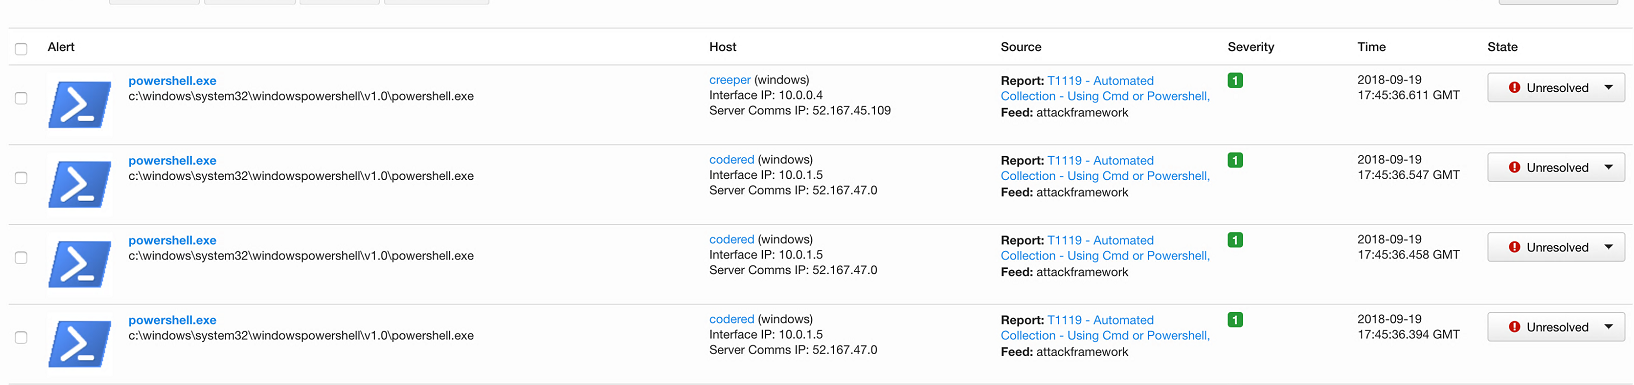 Alert Host Source Severity Time State
powershell.exe
c:\windows\system32\windowspowershell\v1.0\powershell.exe
creeper (windows)
Interface IP: 10.0.0.4
Server Comms IP: 52.167.45.109
Report: T1119 - Automated
Collection - Using Cmd or Powershell,
Feed: attackframework
1
2018-09-19
17:45:36.611 GMT
Unresolved
powershell.exe
c:\windows\system32\windowspowershell\v1.0\powershell.exe
codered (windows)
Interface IP: 10.0.1.5
Server Comms IP: 52.167.47.0
Report: T1119 - Automated
Collection - Using Cmd or Powershell,
Feed: attackframework
1
2018-09-19
17:45:36.547 GMT
Unresolved
powershell.exe
c:\windows\system32\windowspowershell\v1.0\powershell.exe
codered (windows)
Interface IP: 10.0.1.5
Server Comms IP: 52.167.47.0
Report: T1119 - Automated
Collection - Using Cmd or Powershell,
Feed: attackframework
1
2018-09-19
17:45:36.458 GMT
Unresolved
powershell.exe
c:\windows\system32\windowspowershell\v1.0\powershell.exe
codered (windows)
Interface IP: 10.0.1.5
Server Comms IP: 52.167.47.0
Report: T1119 - Automated
Collection - Using Cmd or Powershell,
Feed: attackframework
1
2018-09-19
17:45:36.394 GMT
Unresolved